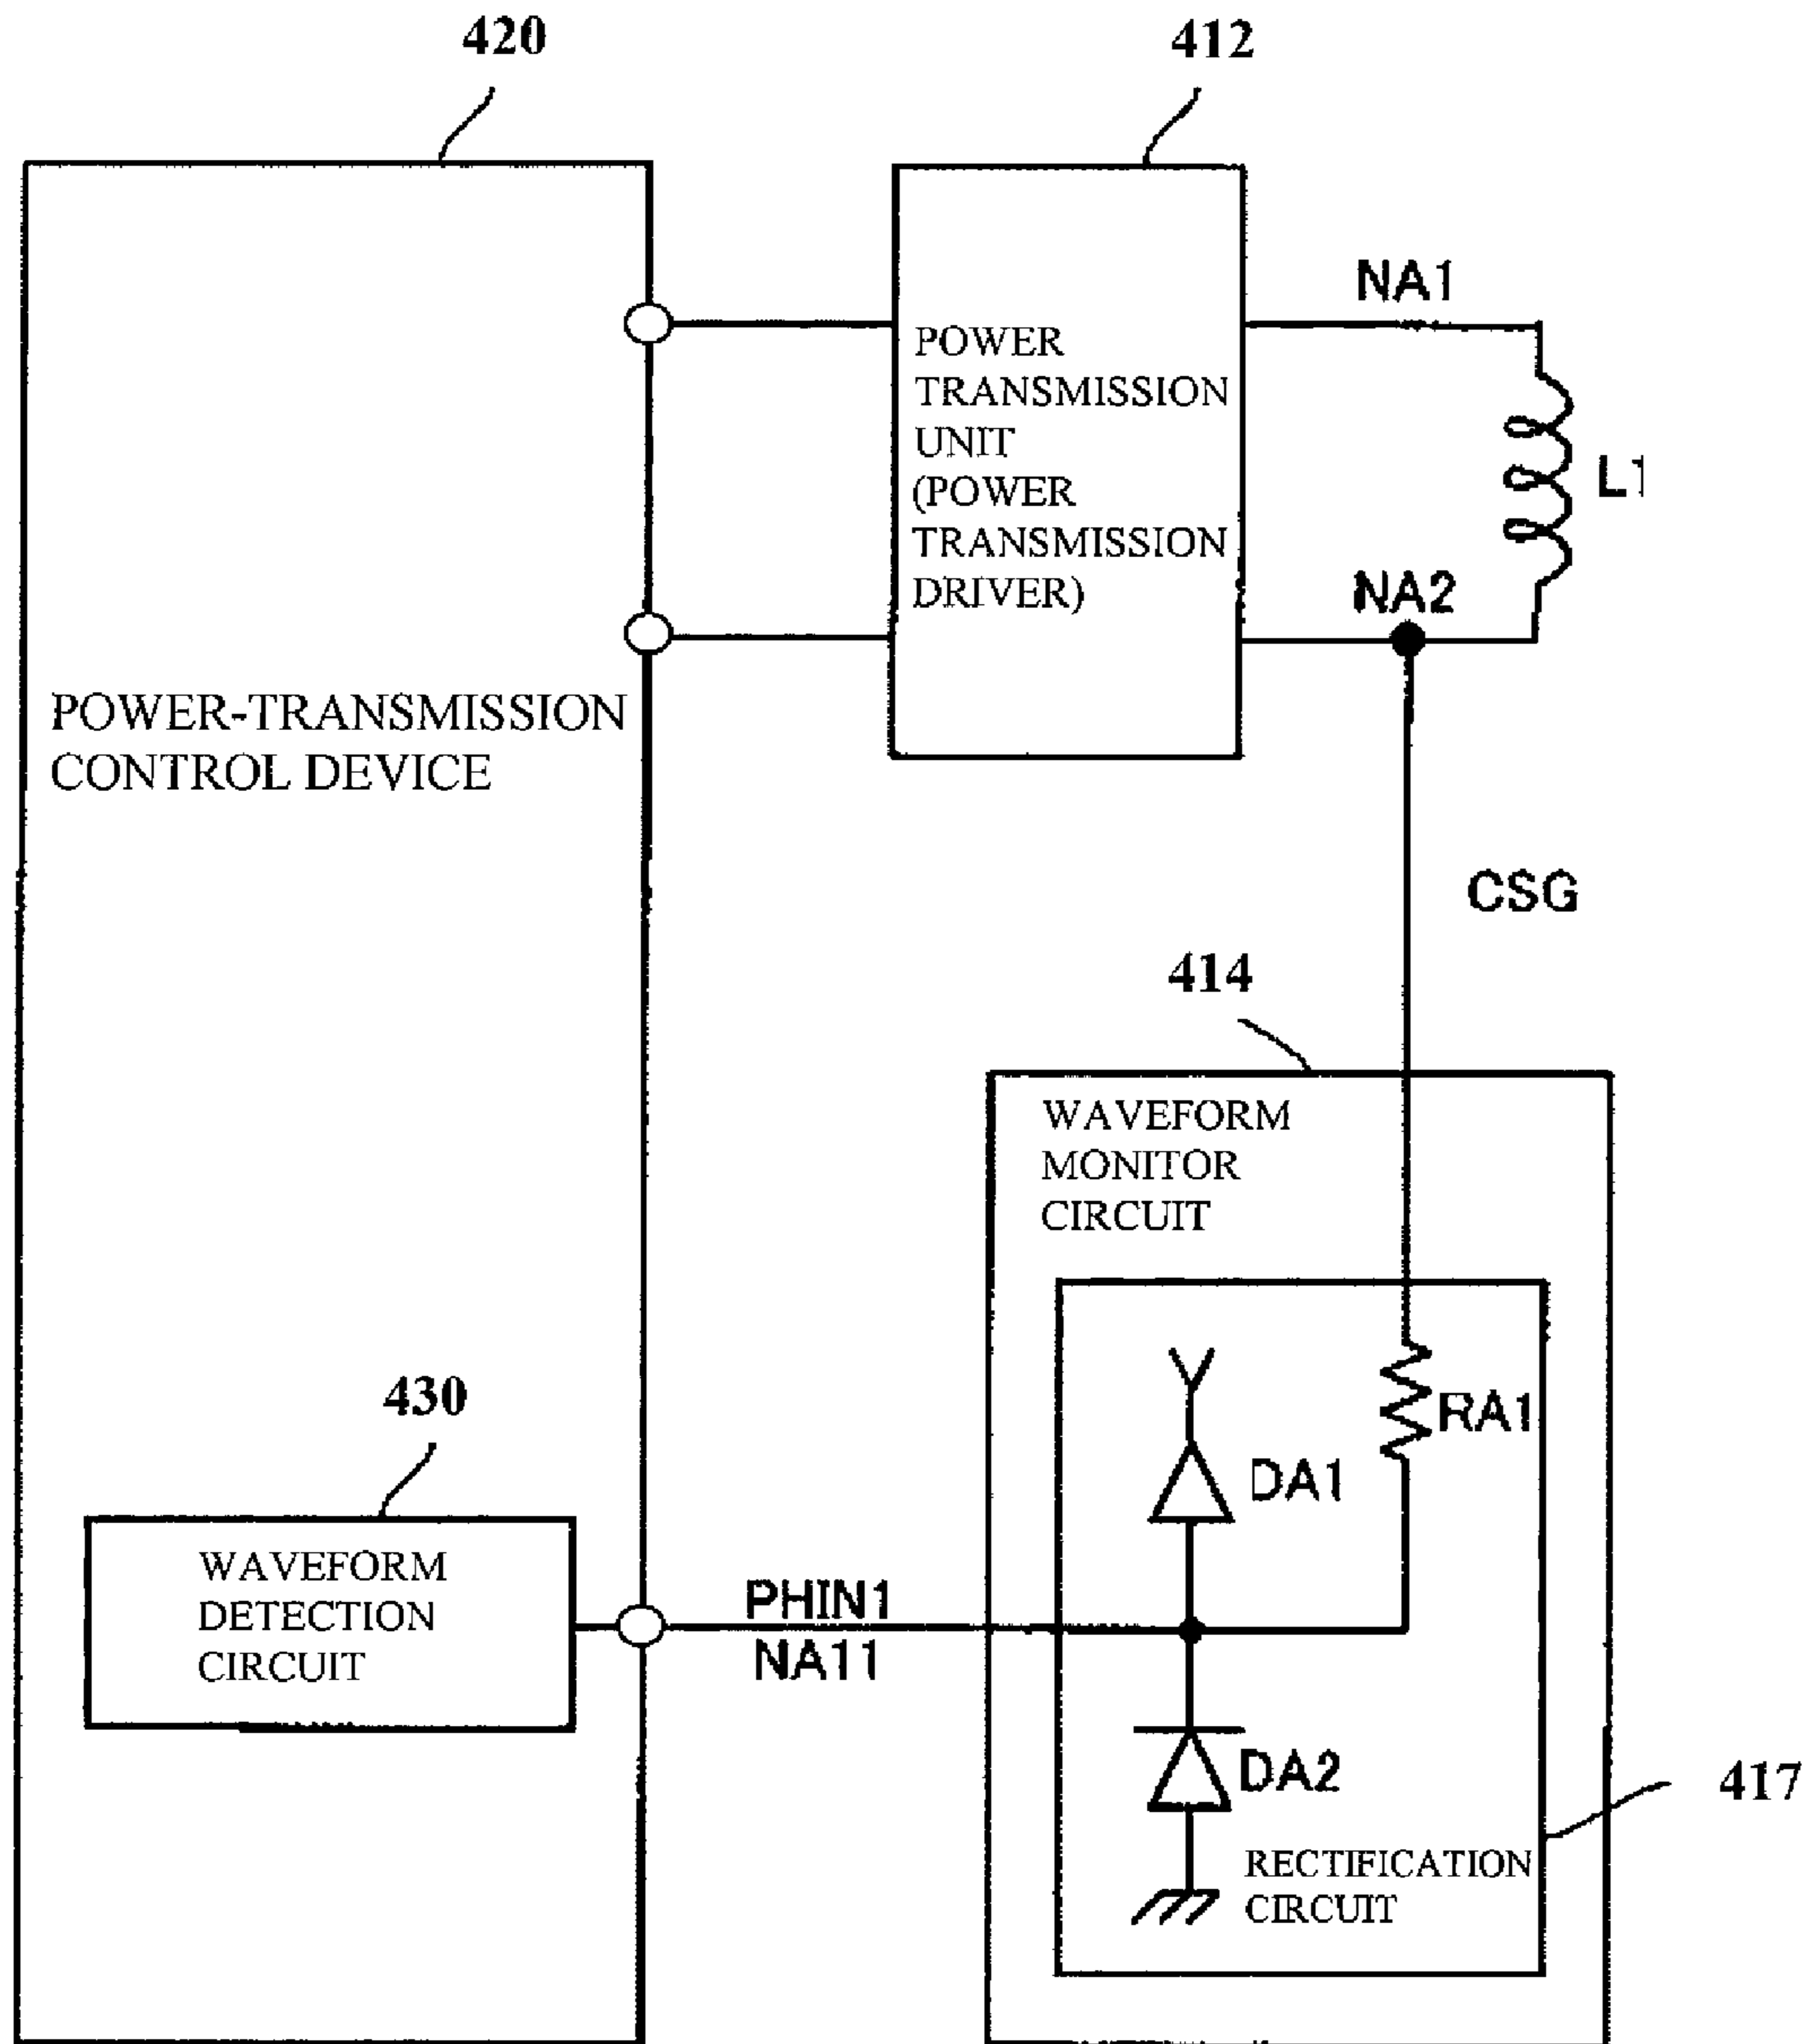 420
412
NA1
POWER
TRANSMISSION
UNIT
(POWER
TRANSMISSION
DRIVER)
L1
NA2
POWER-TRANSMISSION
CONTROL DEVICE
CSG
414
WAVEFORM
MONITOR
CIRCUIT
RA1
430
DA1
WAVEFORM
DETECTION
CIRCUIT
PHIN1
NA11
DA2
417
RECTIFICATION
CIRCUIT